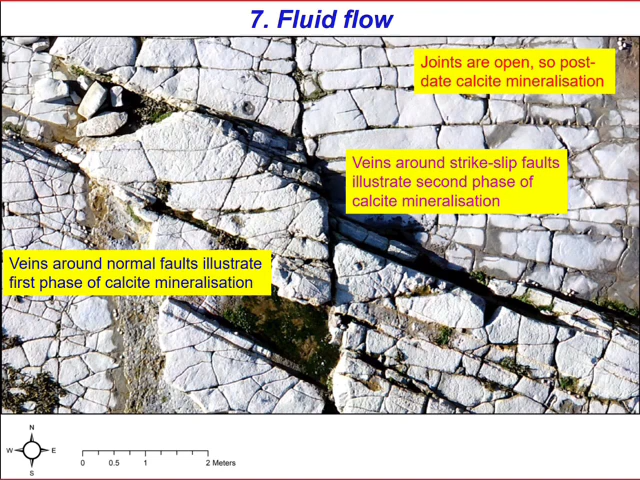 7. Fluid flow
Joints are open, so post-
date calcite mineralisation
Veins around strike-slip faults
illustrate second phase of
calcite mineralisation
Veins around normal faults illustrate
first phase of calcite mineralisation
N
W E
S
0 0.5 1 2 Meters